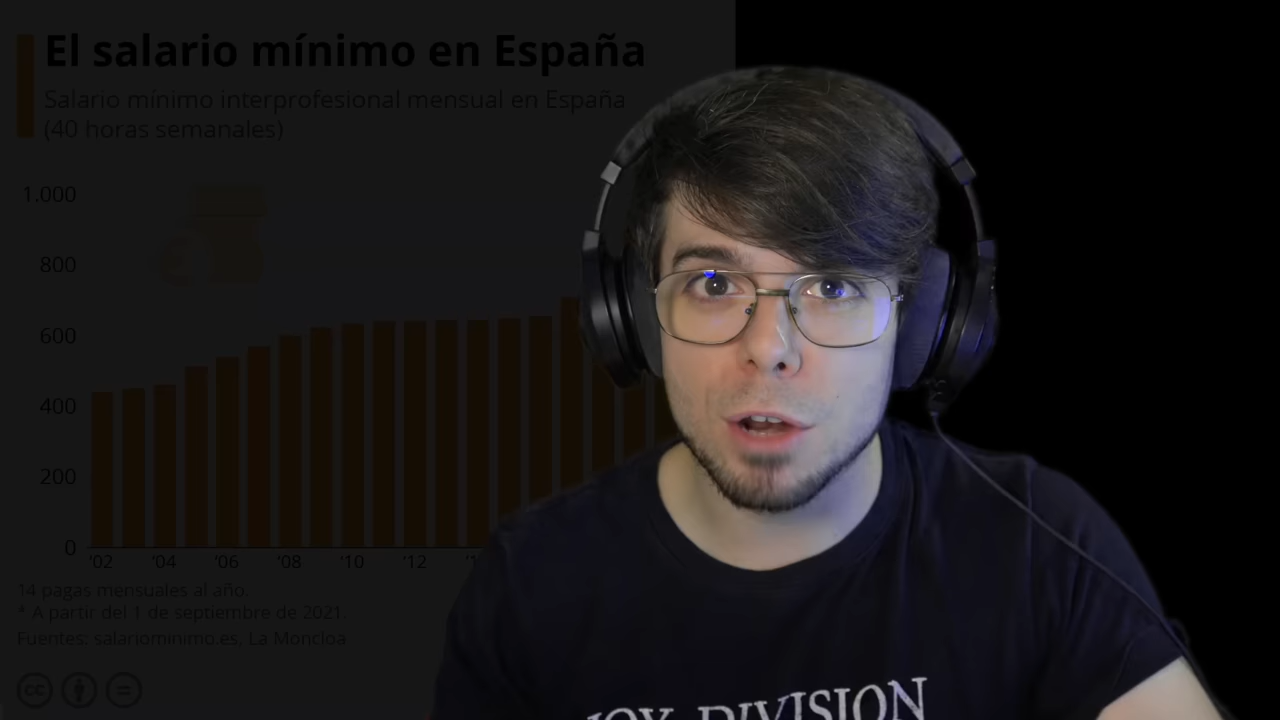 El salario mínimo en España
Salario mínimo interprofesional mensual en España
(40 horas semanales)
1.000
800
600
400
200
0
'02 '04 '06 '08 '10 '12
14 pagas mensuales al año.
* A partir del 1 de septiembre de 2021.
Fuentes: salariominimo.es, La Moncloa
cc
JOY DIVISION